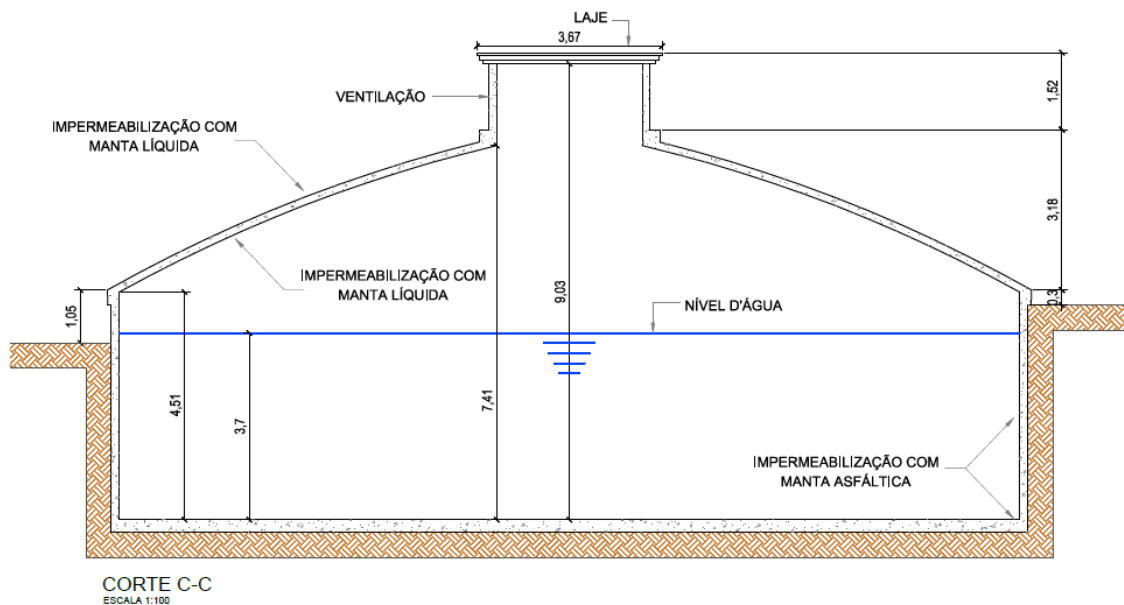 LAJE
3,67
VENTILAÇÃO
1,52
IMPERMEABILIZAÇÃO COM
MANTA LÍQUIDA
3,18
IMPERMEABILIZAÇÃO COM
MANTA LÍQUIDA
9,03
NÍVEL D'ÁGUA
0,3
1,05
4,51
3,7
7,41
IMPERMEABILIZAÇÃO COM
MANTA ASFÁLTICA
CORTE C-C
ESCALA 1:100